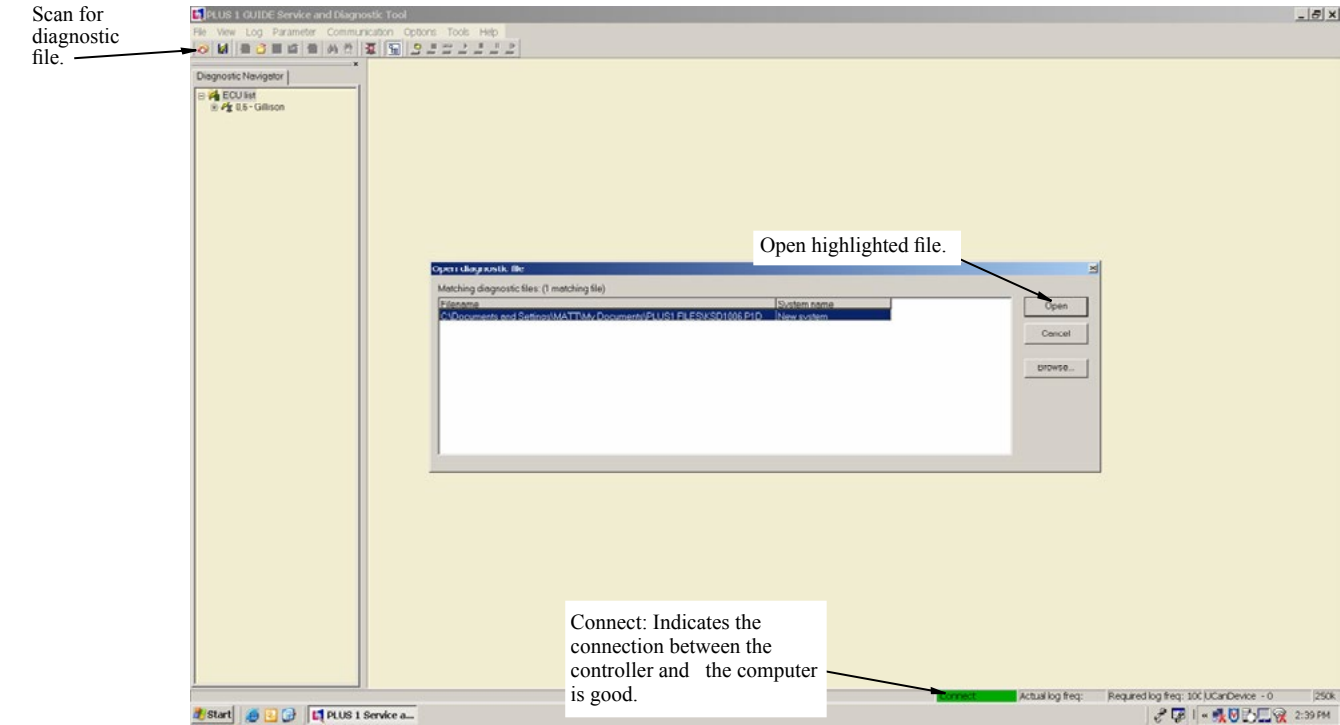 Scan for
diagnostic
file.
PLUS 1 GUIDE Service and Diagnostic Tool
File View Log Parameter Communication Options Tools Help
Diagnostic Navigator
ECU list
0,6 - Gillison
Open highlighted file.
Open diagnostic file
Matching diagnostic files: (1 matching file)
Filename System name
C:\Documents and Settings\MATT\My Documents\PLUS1 FILES\KSD1006.P1D New system
Open
Cancel
Browse...
Connect: Indicates the
connection between the
controller and the computer
is good.
Connect Actual log freq: Required log freq: 100 UCanDevice - 0 250k
Start PLUS 1 Service a... 2:39 PM